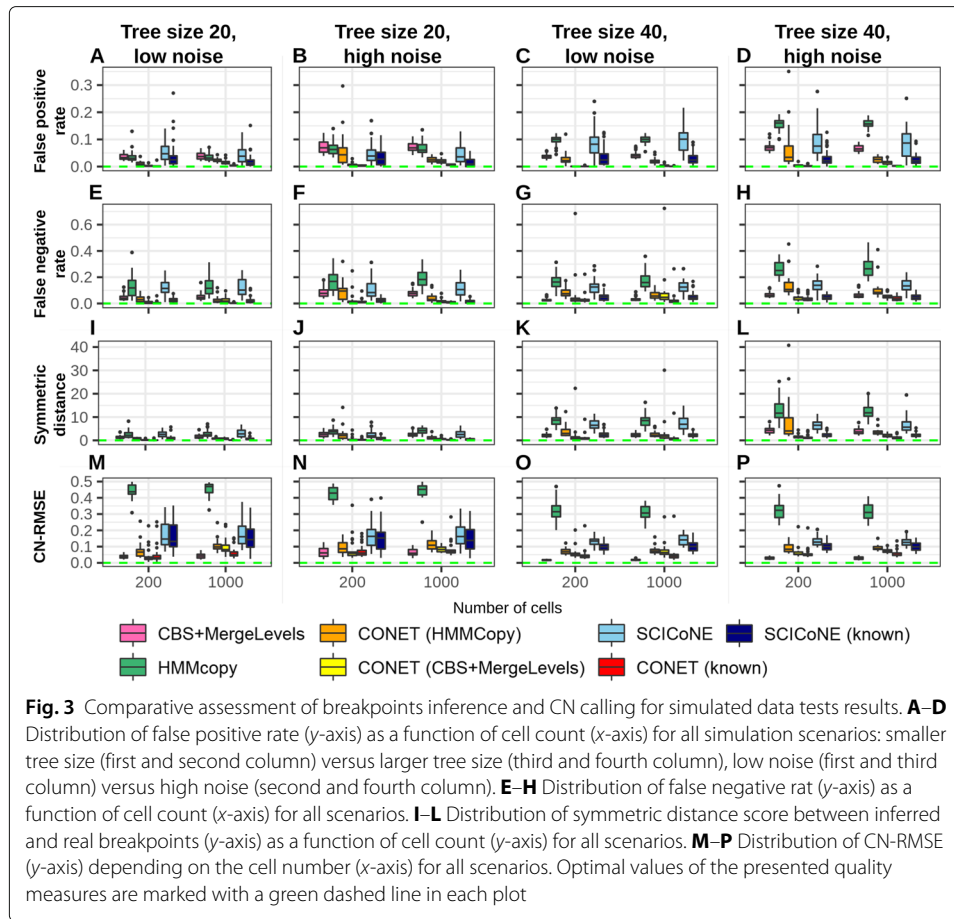 Tree size 20, low noise
Tree size 20, high noise
Tree size 40, low noise
Tree size 40, high noise
A B C D
False positive rate
0.3
0.2
0.1
0.0
E F G H
False negative rate
0.6
0.4
0.2
0.0
I J K L
Symmetric distance
40
30
20
10
0
M N O P
CN-RMSE
0.5
0.4
0.3
0.2
0.1
0.0
200 1000 200 1000 200 1000 200 1000
Number of cells
CBS+MergeLevels CONET (HMMCopy) SCICoNE SCICoNE (known)
HMMcopy CONET (CBS+MergeLevels) CONET (known)
Fig. 3 Comparative assessment of breakpoints inference and CN calling for simulated data tests results. A–D
Distribution of false positive rate (y-axis) as a function of cell count (x-axis) for all simulation scenarios: smaller
tree size (first and second column) versus larger tree size (third and fourth column), low noise (first and third
column) versus high noise (second and fourth column). E–H Distribution of false negative rat (y-axis) as a
function of cell count (x-axis) for all scenarios. I–L Distribution of symmetric distance score between inferred
and real breakpoints (y-axis) as a function of cell count (y-axis) for all scenarios. M–P Distribution of CN-RMSE
(y-axis) depending on the cell number (x-axis) for all scenarios. Optimal values of the presented quality
measures are marked with a green dashed line in each plot